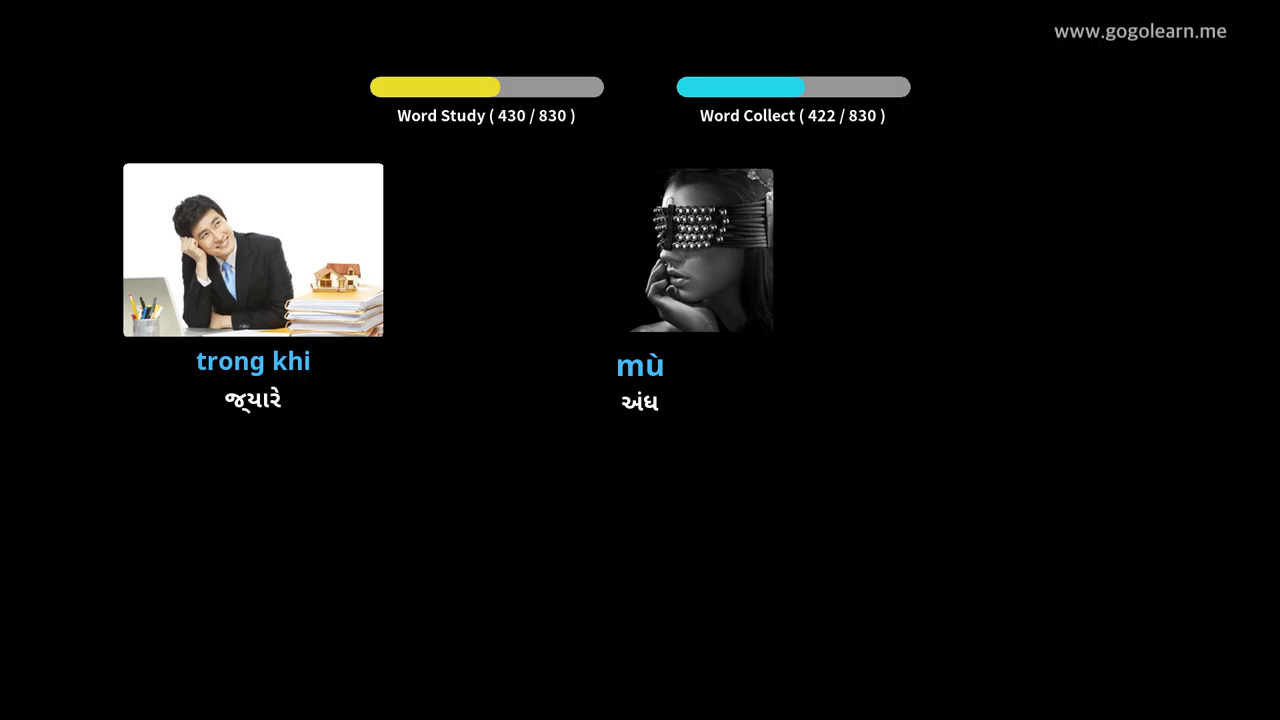 www.gogolearn.me
Word Study ( 430 / 830 )
Word Collect ( 422 / 830 )
trong khi
જ્યારે
mù
અંધ